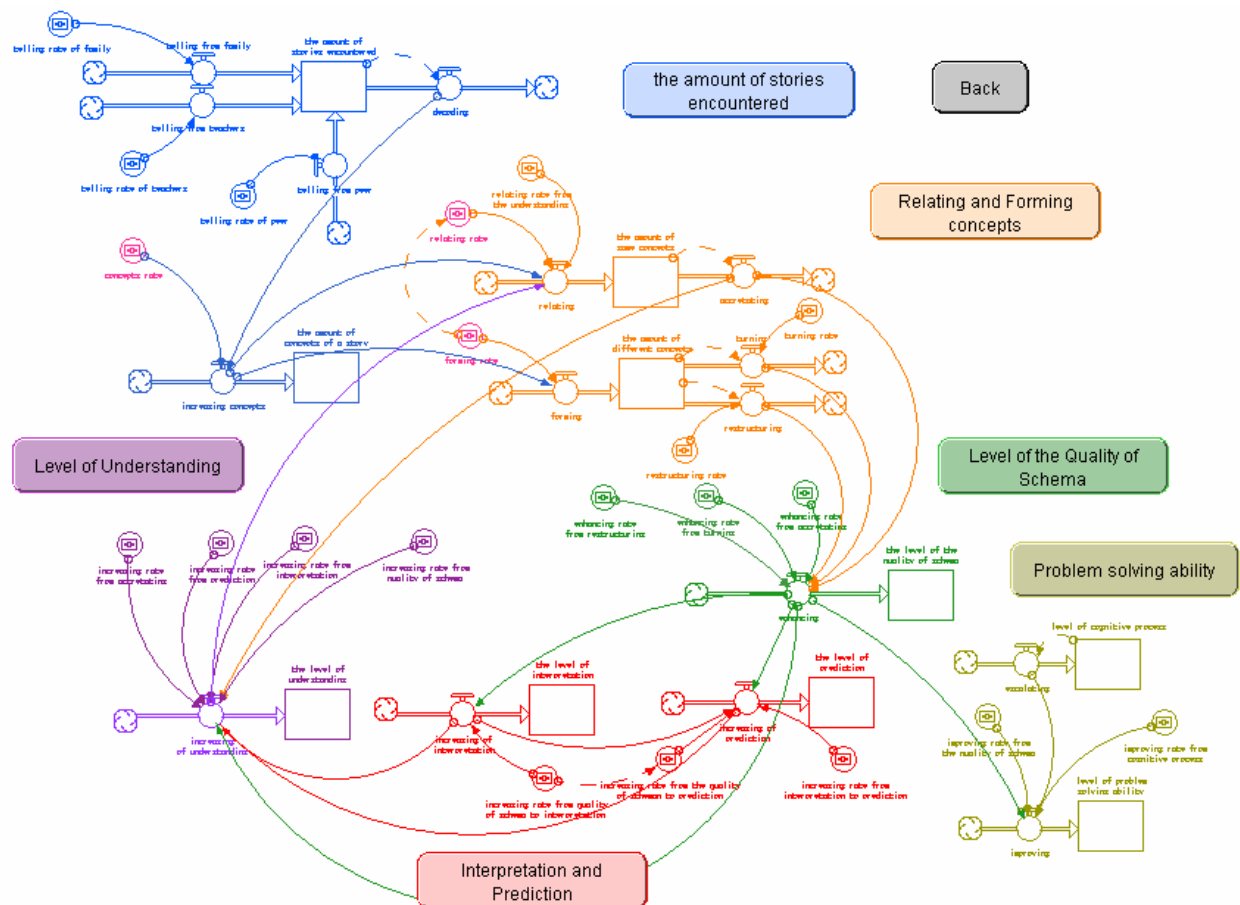 telling rate of family
telling from family
the amount of
stories encountered
the amount of stories
encountered
Back
decoding
telling from teachers
telling rate of teachers
telling from peer
telling rate of peer
relating rate from
the understanding
Relating and Forming
concepts
relating rate
concepts rate
the amount of
same concepts
relating
accretating
the amount of
concepts of a story
forming rate
the amount of
different concepts
turning
turning rate
increasing concepts
forming
restructuring
restructuring rate
Level of Understanding
Level of the Quality of
Schema
enhancing rate
from restructuring
enhancing rate
from turning
enhancing rate
from accretating
increasing rate
from accretating
increasing rate
from prediction
increasing rate from
interpretation
increasing rate from
quality of schema
the level of the
quality of schema
Problem solving ability
enhancing
level of cognitive process
the level of
understanding
the level of
interpretation
the level of
prediction
escalating
increasing
of understanding
increasing of
interpretation
increasing of
prediction
improving rate from
the quality of schema
improving rate from
cognitive process
increasing rate from quality
of schema to interpretation
increasing rate from the quality
of schema to prediction
increasing rate from
interpretation to prediction
level of problem
solving ability
improving
Interpretation and
Prediction